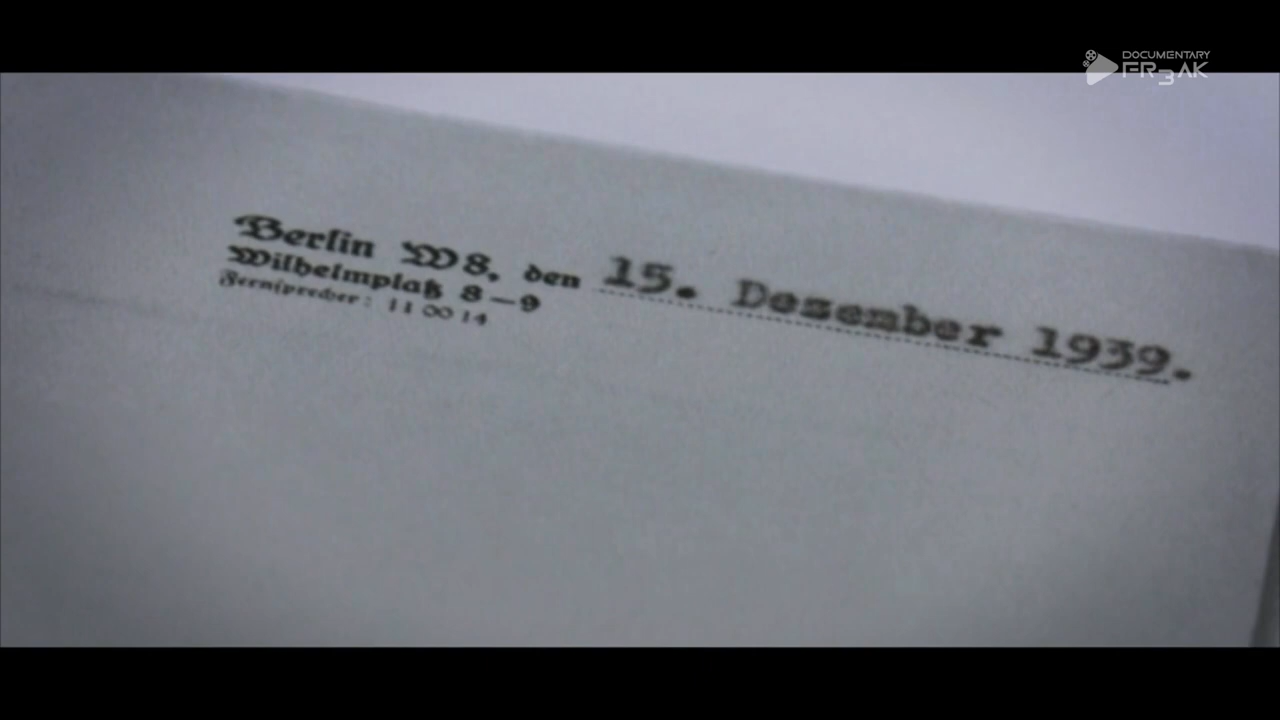 DOCUMENTARY
FR3AK
Berlin W8, den 15. Dezember 1939.
Wilhelmplatz 8-9
Fernsprecher: 11 00 14